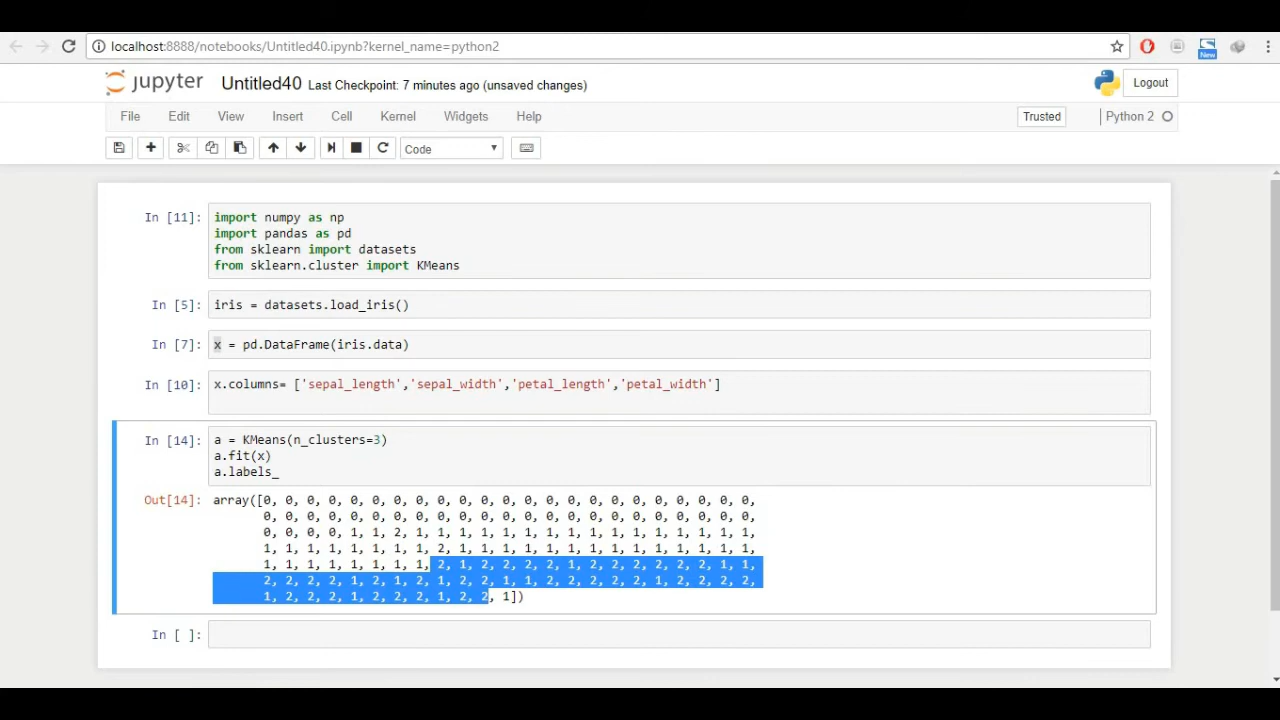 localhost:8888/notebooks/Untitled40.ipynb?kernel_name=python2
New
jupyter Untitled40 Last Checkpoint: 7 minutes ago (unsaved changes) Logout
File Edit View Insert Cell Kernel Widgets Help Trusted Python 2
Code
In [11]: import numpy as np
import pandas as pd
from sklearn import datasets
from sklearn.cluster import KMeans
In [5]: iris = datasets.load_iris()
In [7]: x = pd.DataFrame(iris.data)
In [10]: x.columns= ['sepal_length','sepal_width','petal_length','petal_width']
In [14]: a = KMeans(n_clusters=3)
a.fit(x)
a.labels_
Out[14]: array([0, 0, 0, 0, 0, 0, 0, 0, 0, 0, 0, 0, 0, 0, 0, 0, 0, 0, 0, 0, 0, 0, 0,
0, 0, 0, 0, 0, 0, 0, 0, 0, 0, 0, 0, 0, 0, 0, 0, 0, 0, 0, 0, 0, 0, 0,
0, 0, 0, 0, 1, 1, 2, 1, 1, 1, 1, 1, 1, 1, 1, 1, 1, 1, 1, 1, 1, 1, 1,
1, 1, 1, 1, 1, 1, 1, 1, 2, 1, 1, 1, 1, 1, 1, 1, 1, 1, 1, 1, 1, 1, 1,
1, 1, 1, 1, 1, 1, 1, 1, 2, 1, 2, 2, 2, 2, 1, 2, 2, 2, 2, 2, 2, 1, 1,
2, 2, 2, 2, 1, 2, 1, 2, 1, 2, 2, 1, 1, 2, 2, 2, 2, 2, 1, 2, 2, 2, 2,
1, 2, 2, 2, 1, 2, 2, 2, 1, 2, 2, 1])
In [ ]: